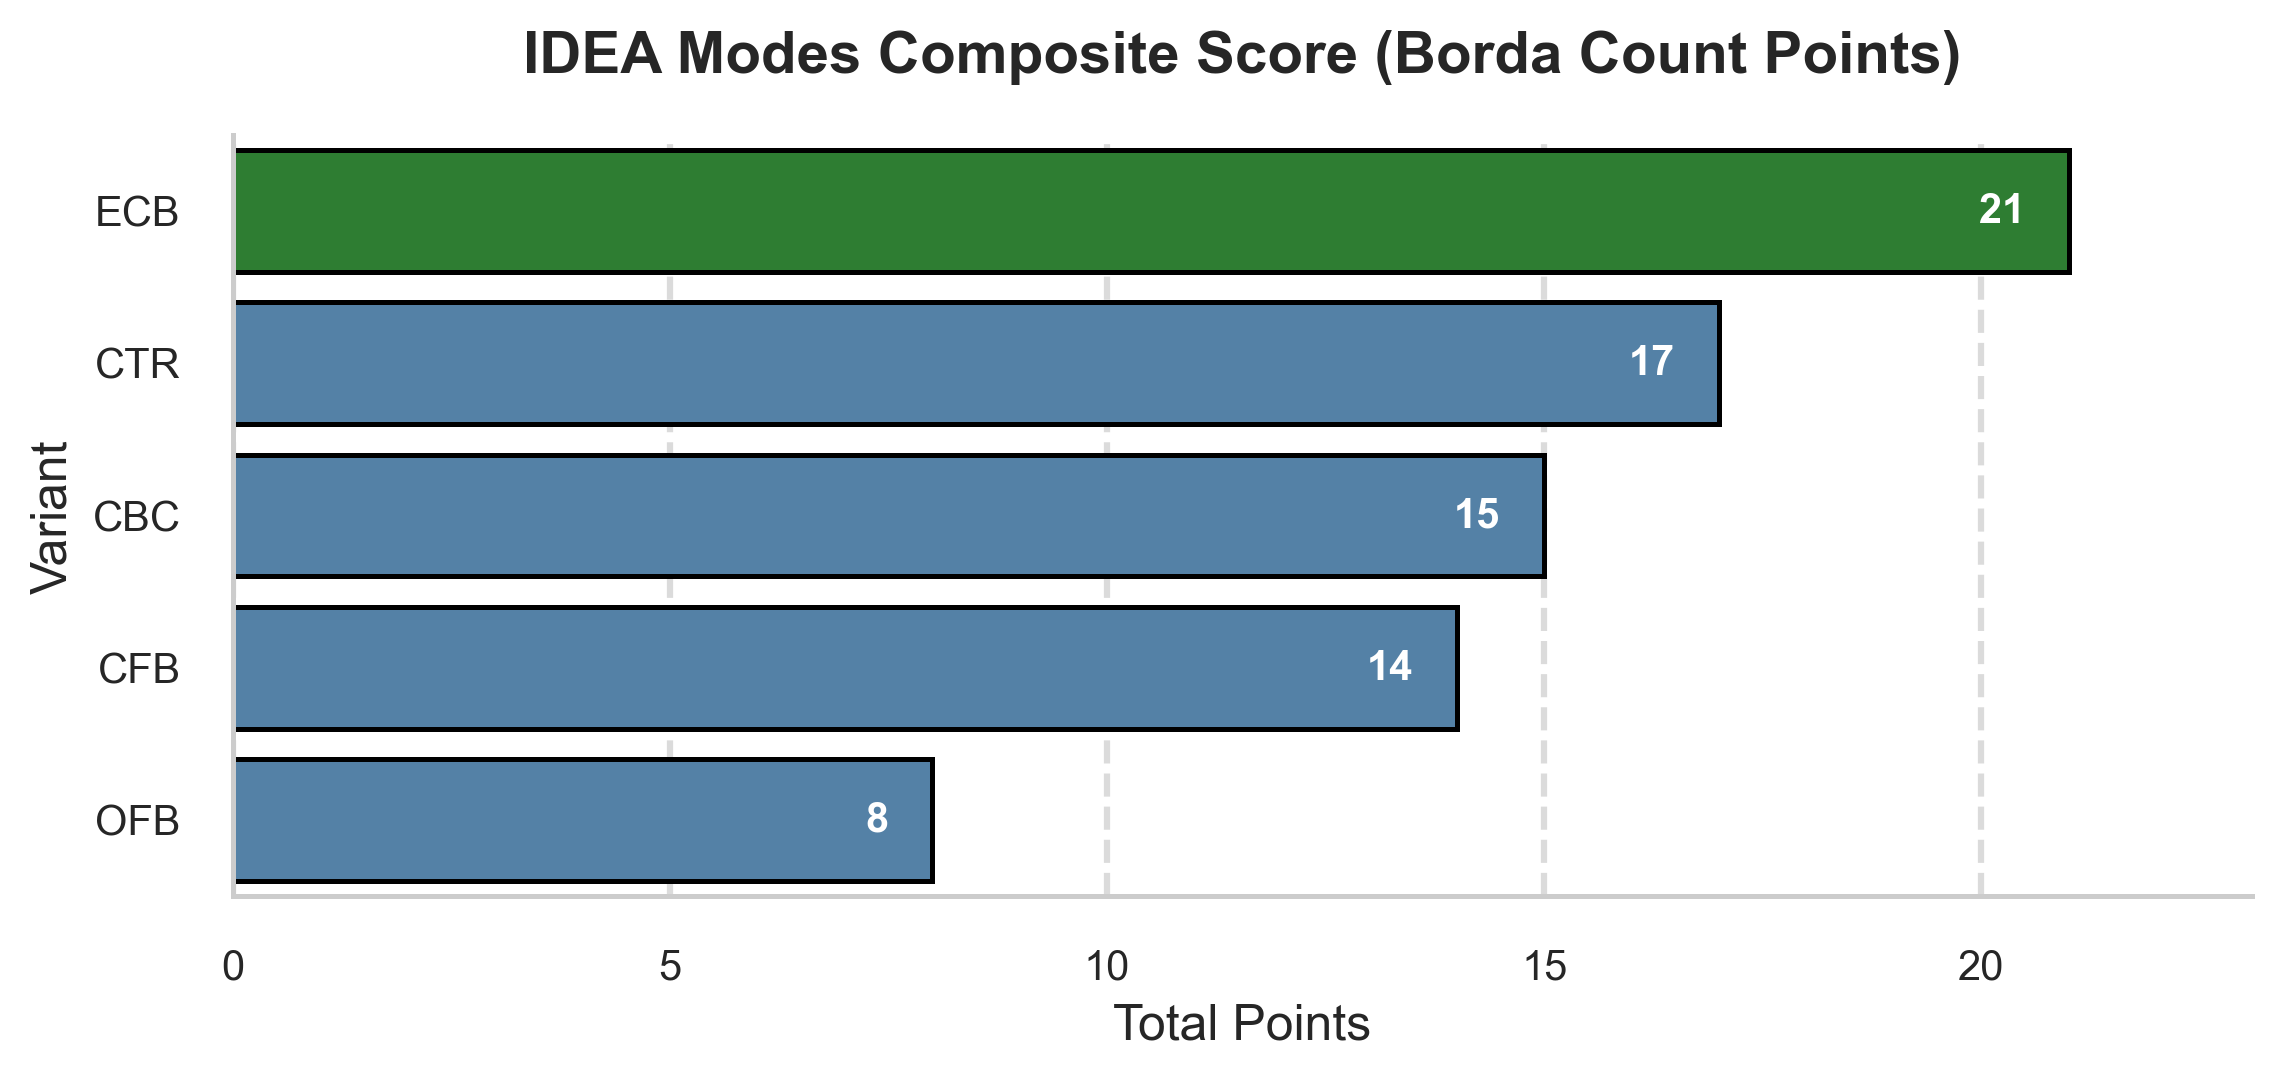 IDEA Modes Composite Score (Borda Count Points)
Variant
ECB
21
CTR
17
CBC
15
CFB
14
OFB
8
0 5 10 15 20
Total Points